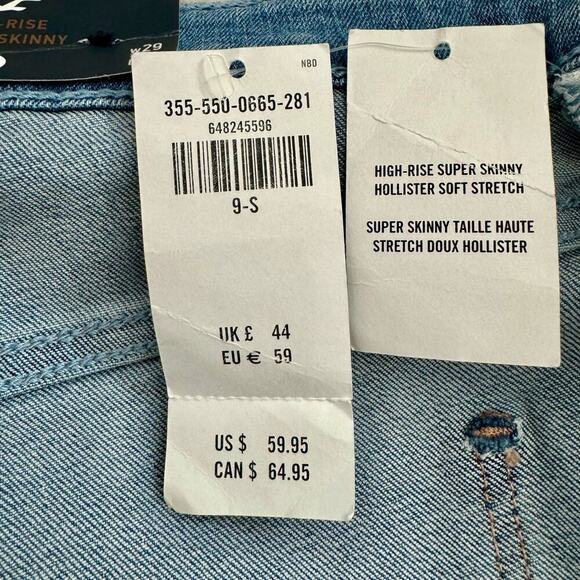 -RISE
SKINNY
W29
N80
355-550-0665-281
648245596
9-S
UK £ 44
EU € 59
US $ 59.95
CAN $ 64.95
HIGH-RISE SUPER SKINNY
HOLLISTER SOFT STRETCH
SUPER SKINNY TAILLE HAUTE
STRETCH DOUX HOLLISTER